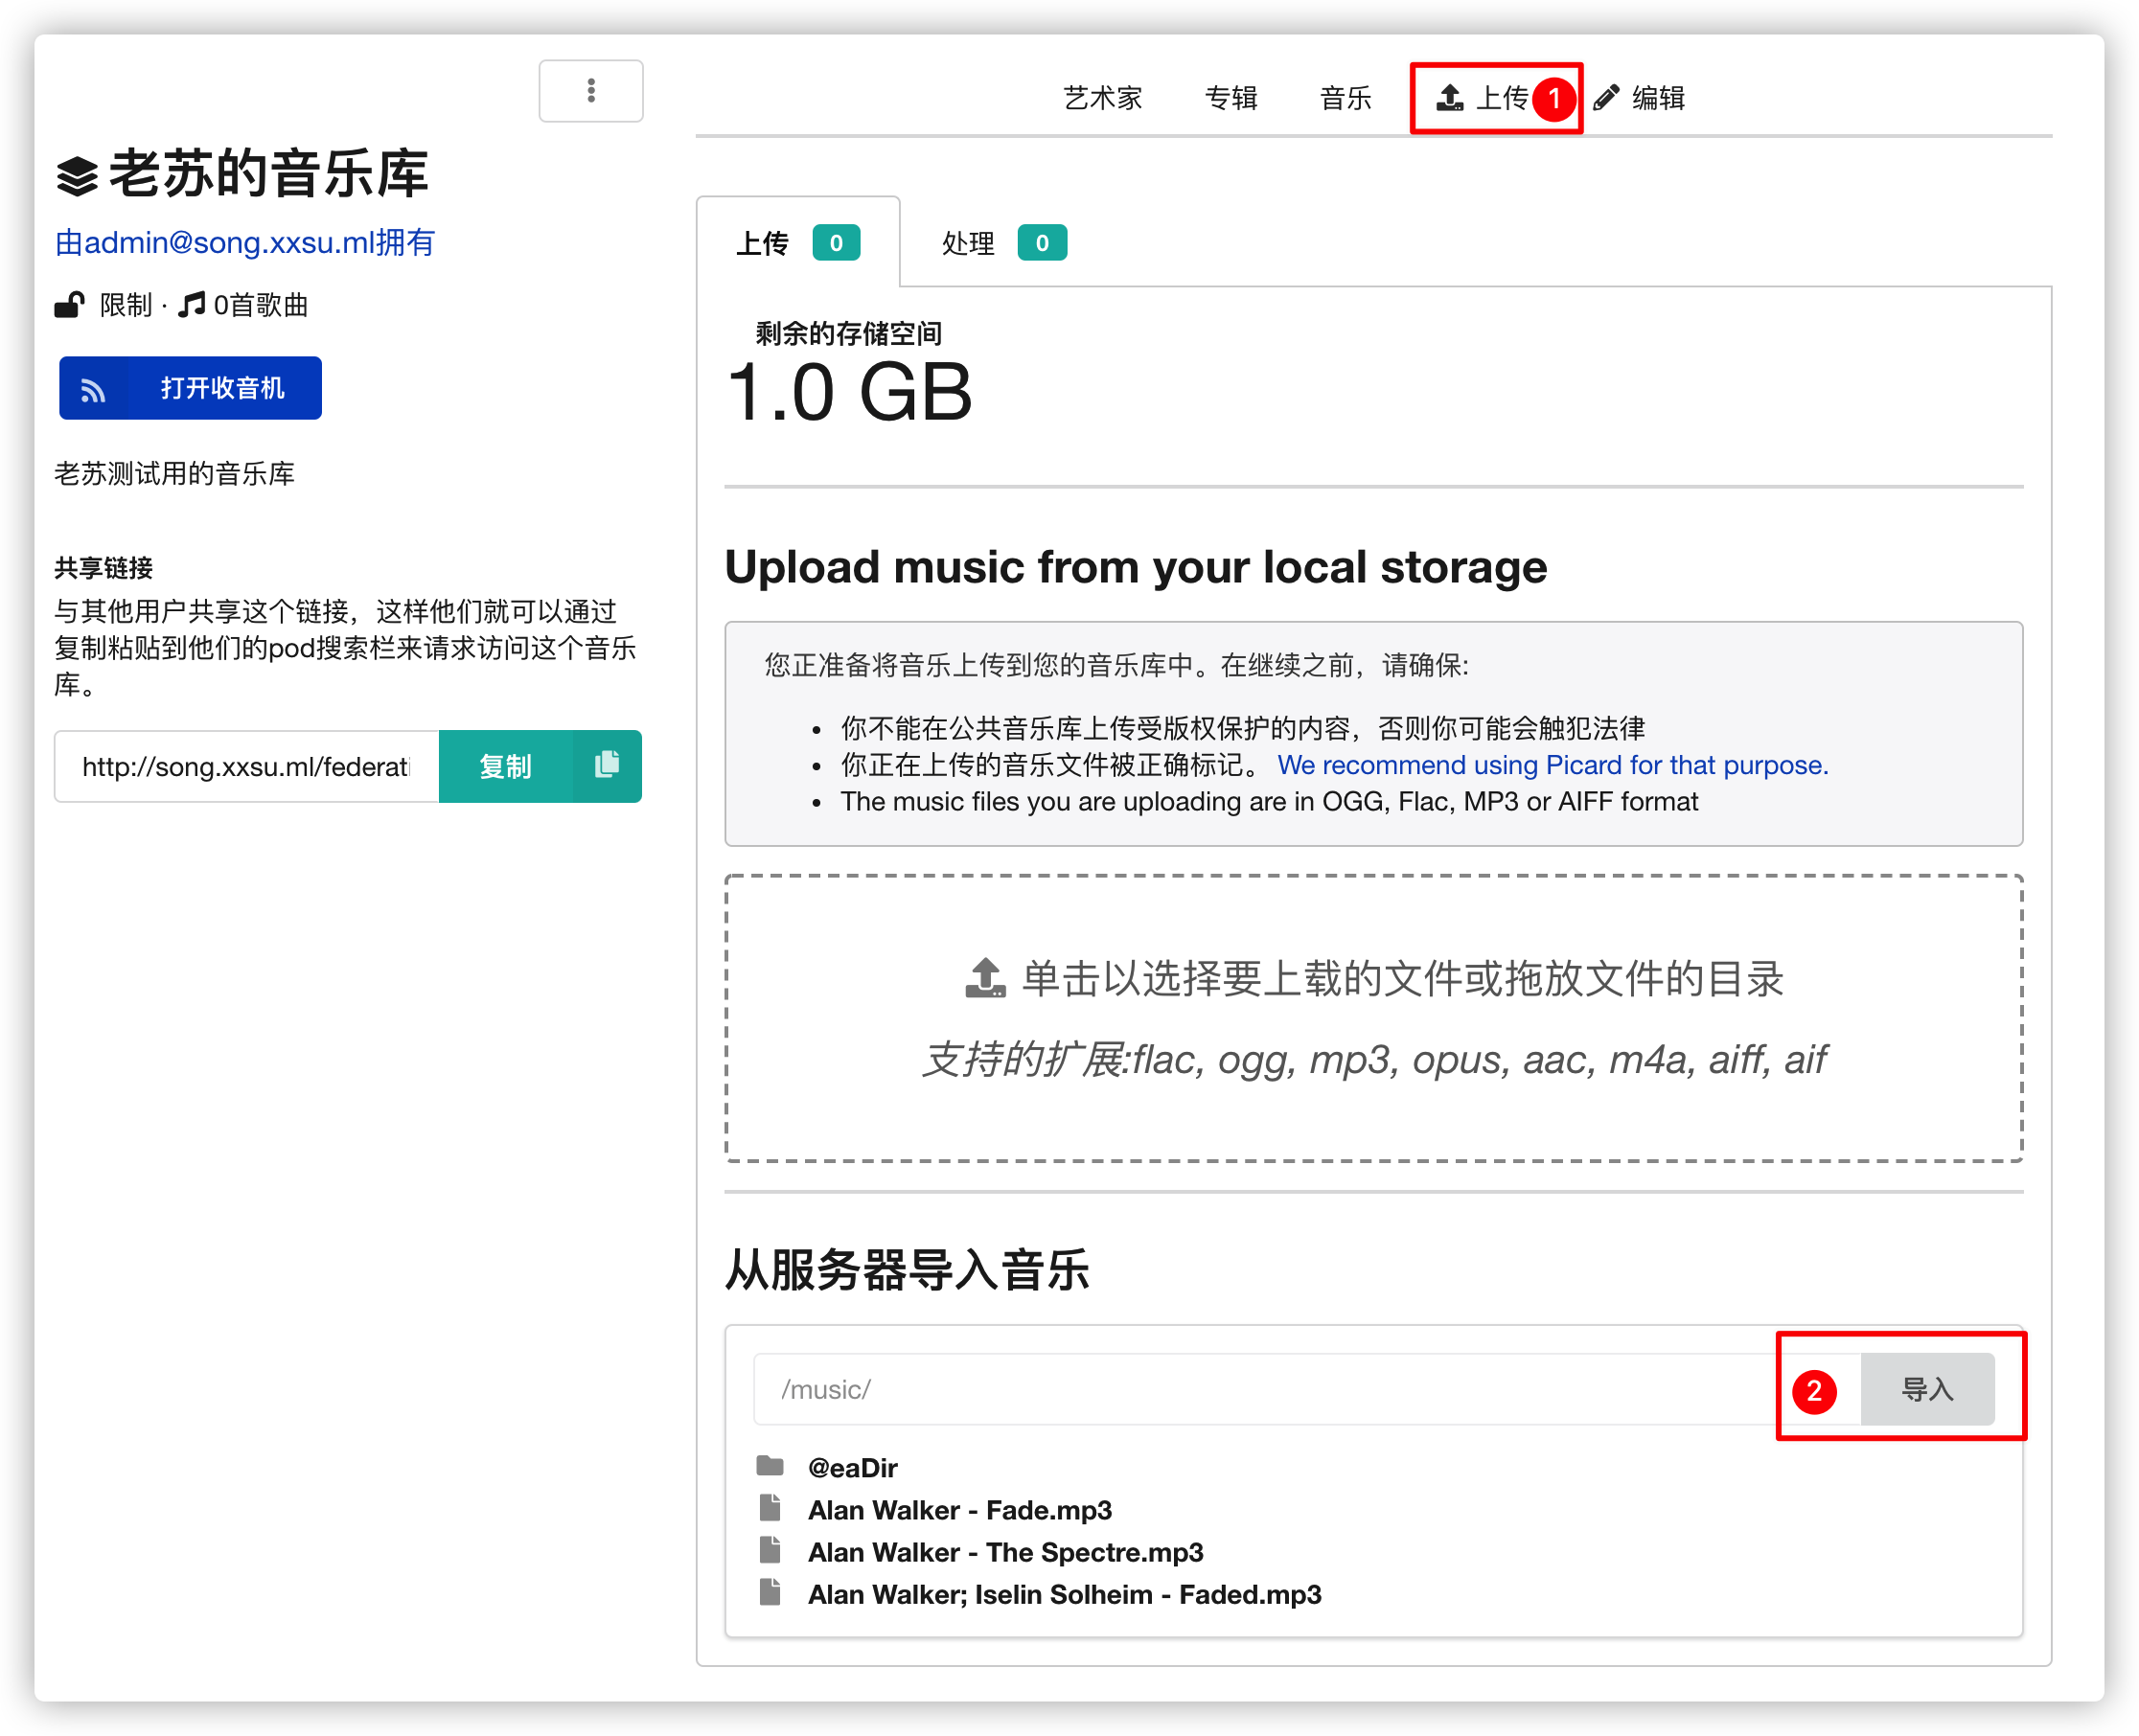 老苏的音乐库
由admin@song.xxsu.ml拥有
限制 · 0首歌曲
打开收音机
老苏测试用的音乐库
共享链接
与其他用户共享这个链接，这样他们就可以通过
复制粘贴到他们的pod搜索栏来请求访问这个音乐
库。
http://song.xxsu.ml/federati
复制
艺术家 专辑 音乐 上传 1 编辑
上传 0 处理 0
剩余的存储空间
1.0 GB
Upload music from your local storage
您正准备将音乐上传到您的音乐库中。在继续之前，请确保:
• 你不能在公共音乐库上传受版权保护的内容，否则你可能会触犯法律
• 你正在上传的音乐文件被正确标记。 We recommend using Picard for that purpose.
• The music files you are uploading are in OGG, Flac, MP3 or AIFF format
单击以选择要上载的文件或拖放文件的目录
支持的扩展:flac, ogg, mp3, opus, aac, m4a, aiff, aif
从服务器导入音乐
/music/ 2 导入
@eaDir
Alan Walker - Fade.mp3
Alan Walker - The Spectre.mp3
Alan Walker; Iselin Solheim - Faded.mp3